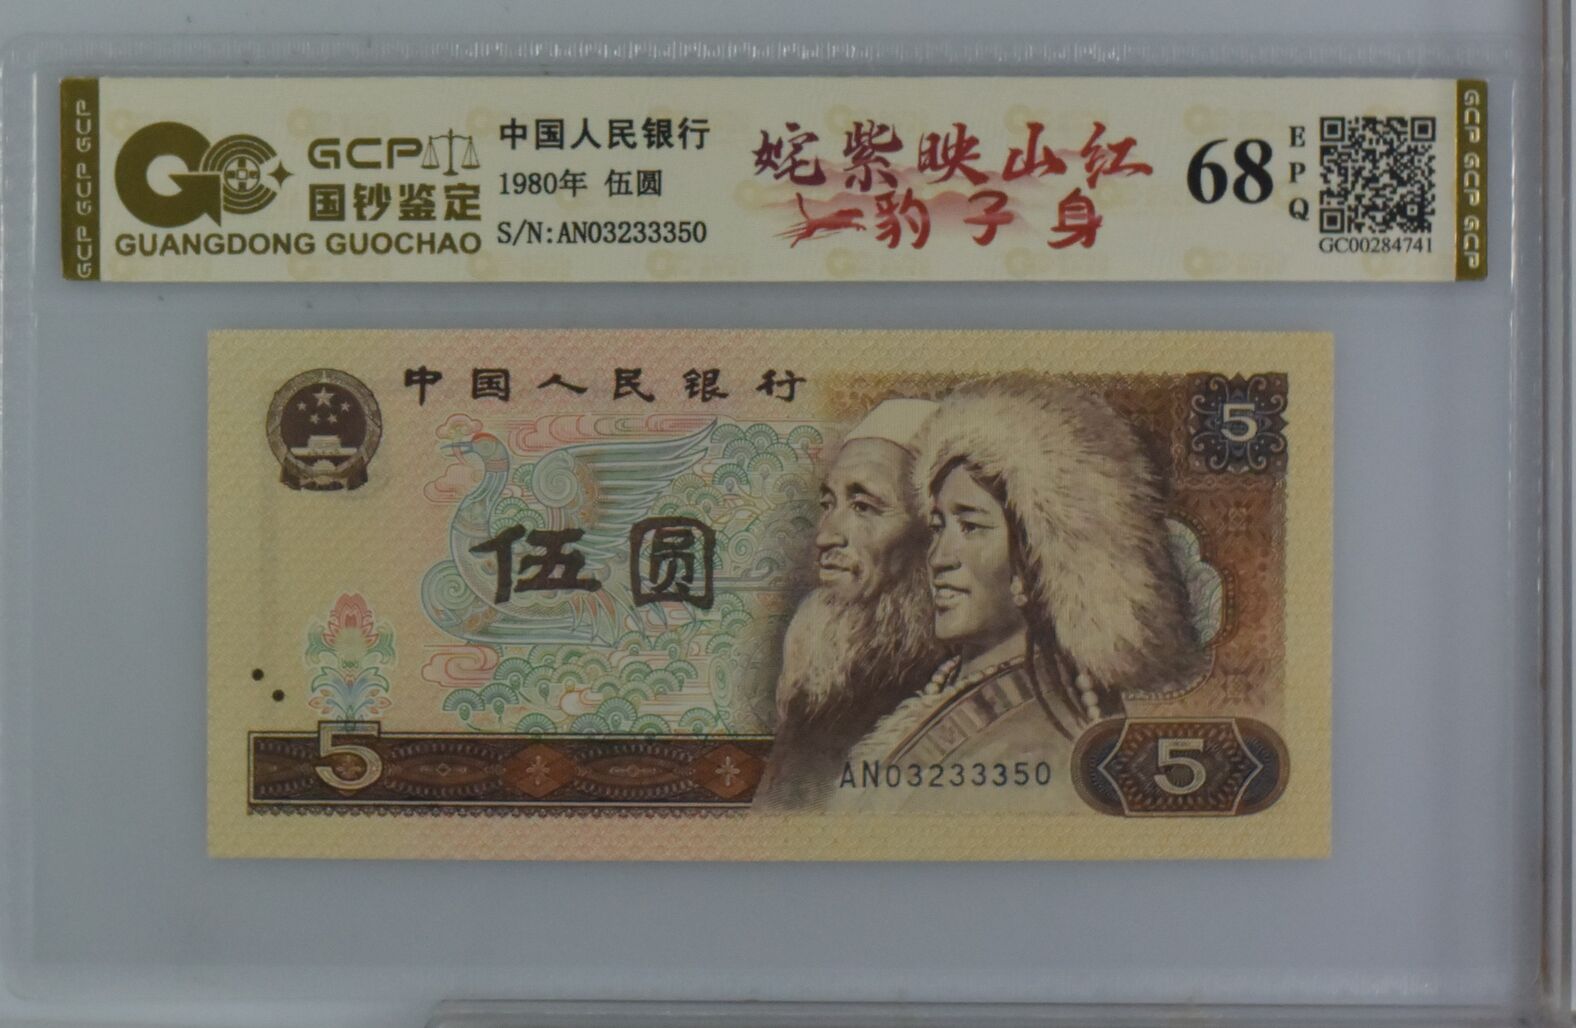 GCP GCP GCP
GCP
国钞鉴定
GUANGDONG GUOCHAO
中国人民银行
1980年 伍圆
S/N:AN03233350
姹紫映山红
豹子身
68
EPQ
GC00284741
GCP GCP GCP
中国人民银行
5
伍圆
5
AN03233350
5